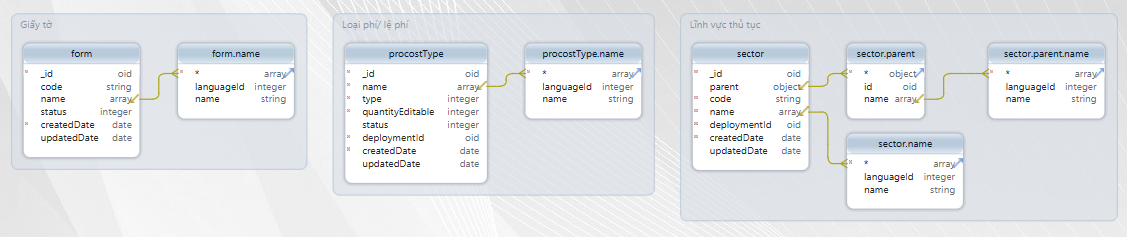 Giấy tờ
form
_id oid
code string
name array
status integer
createdDate date
updatedDate date
form.name
* array
languageId integer
name string
Loại phí/ lệ phí
procostType
_id oid
name array
type integer
quantityEditable integer
status integer
deploymentId oid
createdDate date
updatedDate date
procostType.name
* array
languageId integer
name string
Lĩnh vực thủ tục
sector
_id oid
parent object
code string
name array
deploymentId oid
createdDate date
updatedDate date
sector.parent
* object
id oid
name array
sector.parent.name
* array
languageId integer
name string
sector.name
* array
languageId integer
name string